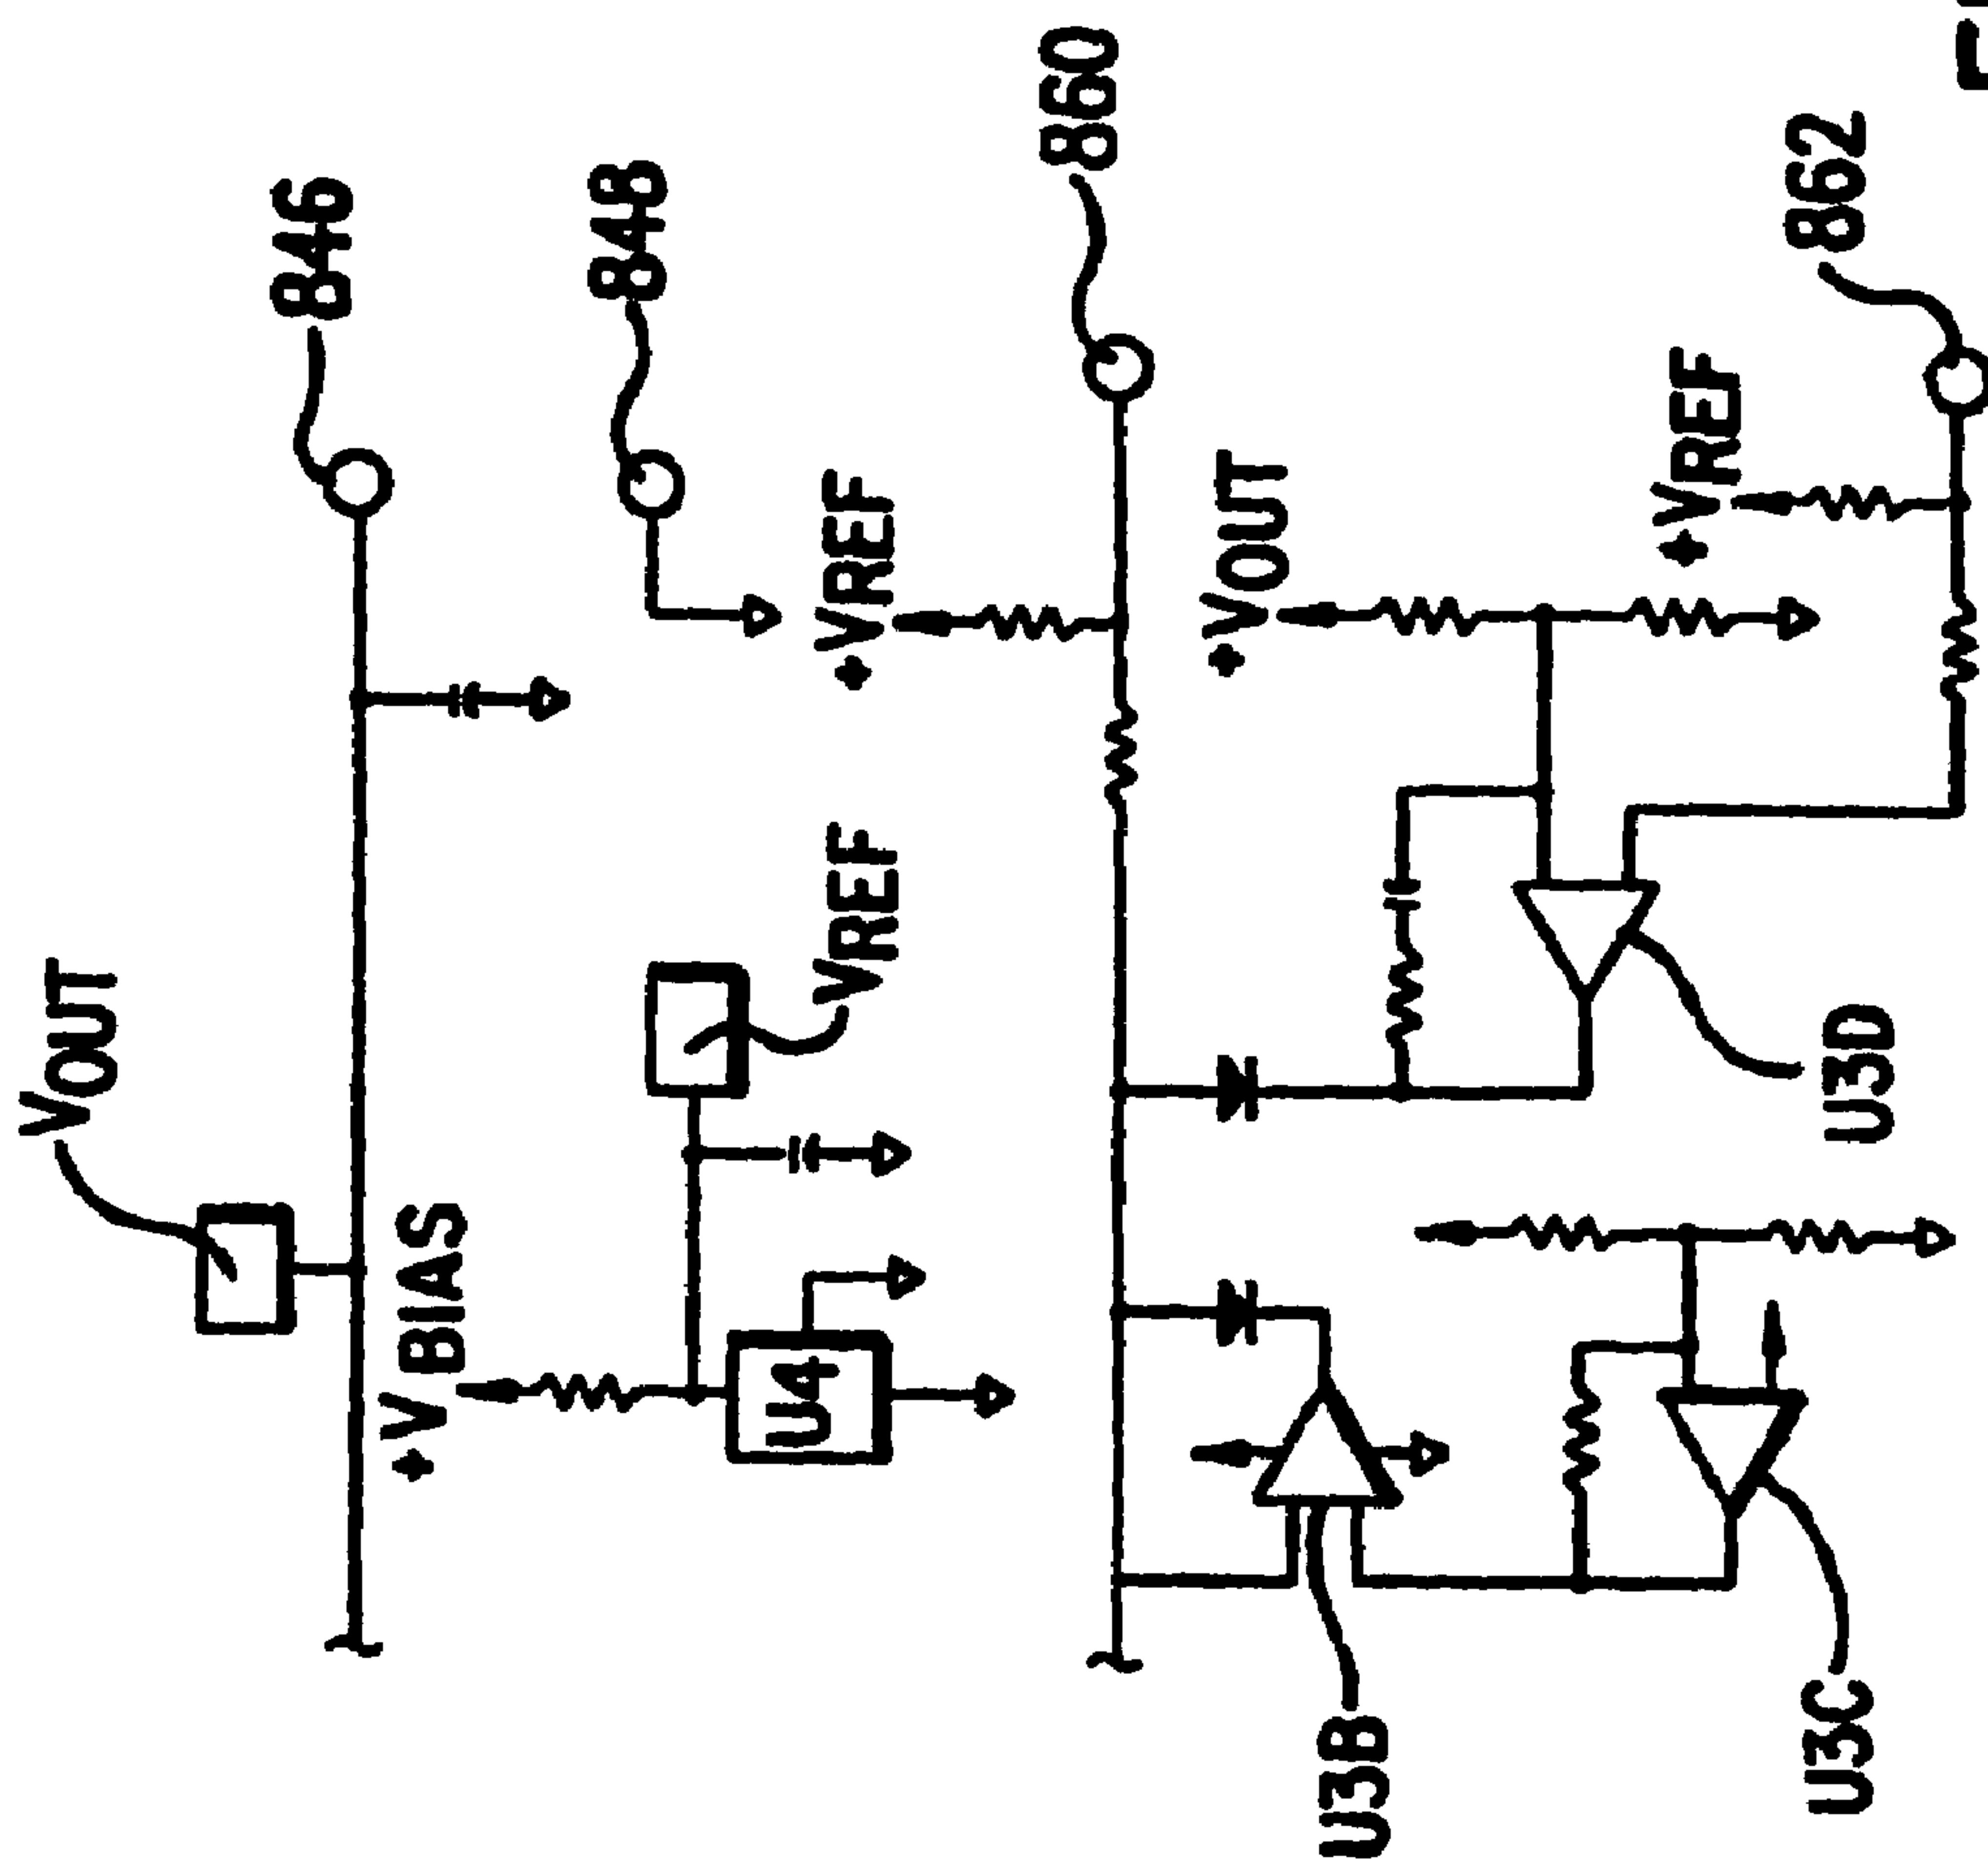 VOUT
846
848
+VBIAS
U4
VREF
+VREF
860
+VOUT
+VREF
862
U3B
U3C
U3D